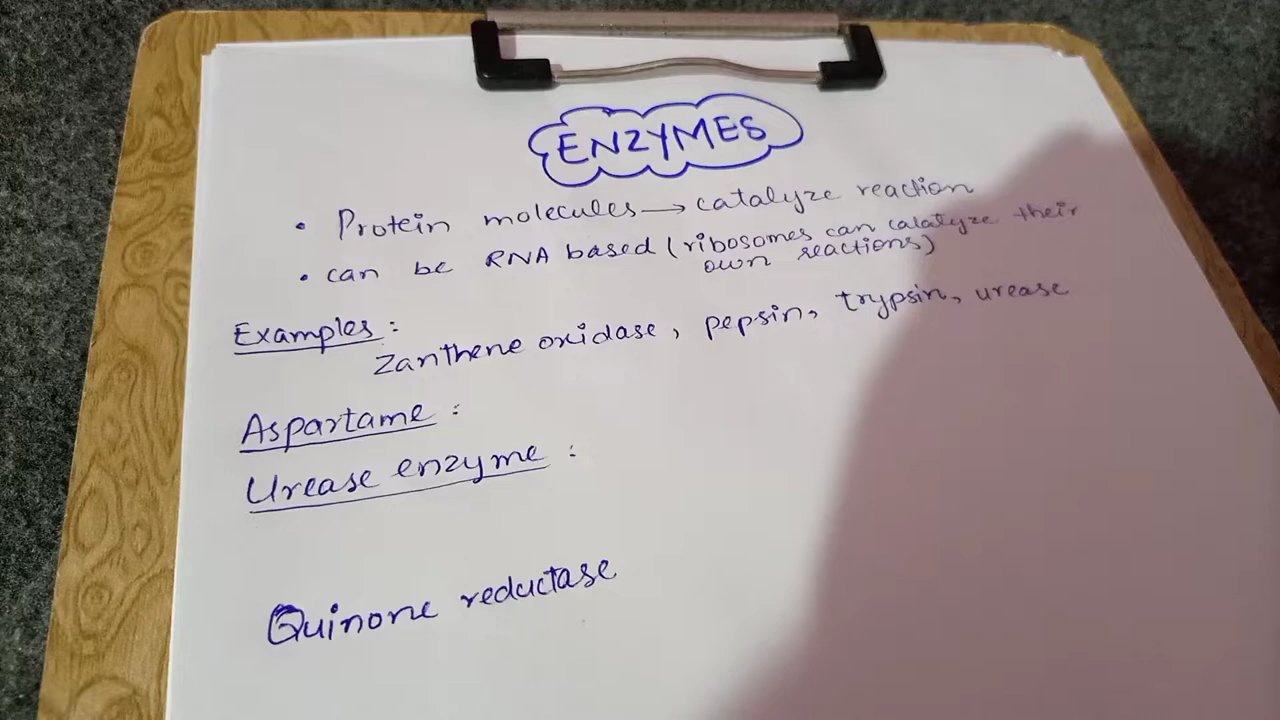 ENZYMES
• Protein molecules → catalyze reaction
• can be RNA based (ribosomes can catalyze their
own reactions)
Examples:
Zanthene oxidase, pepsin, trypsin, urease
Aspartame:
Urease enzyme:
Quinone reductase